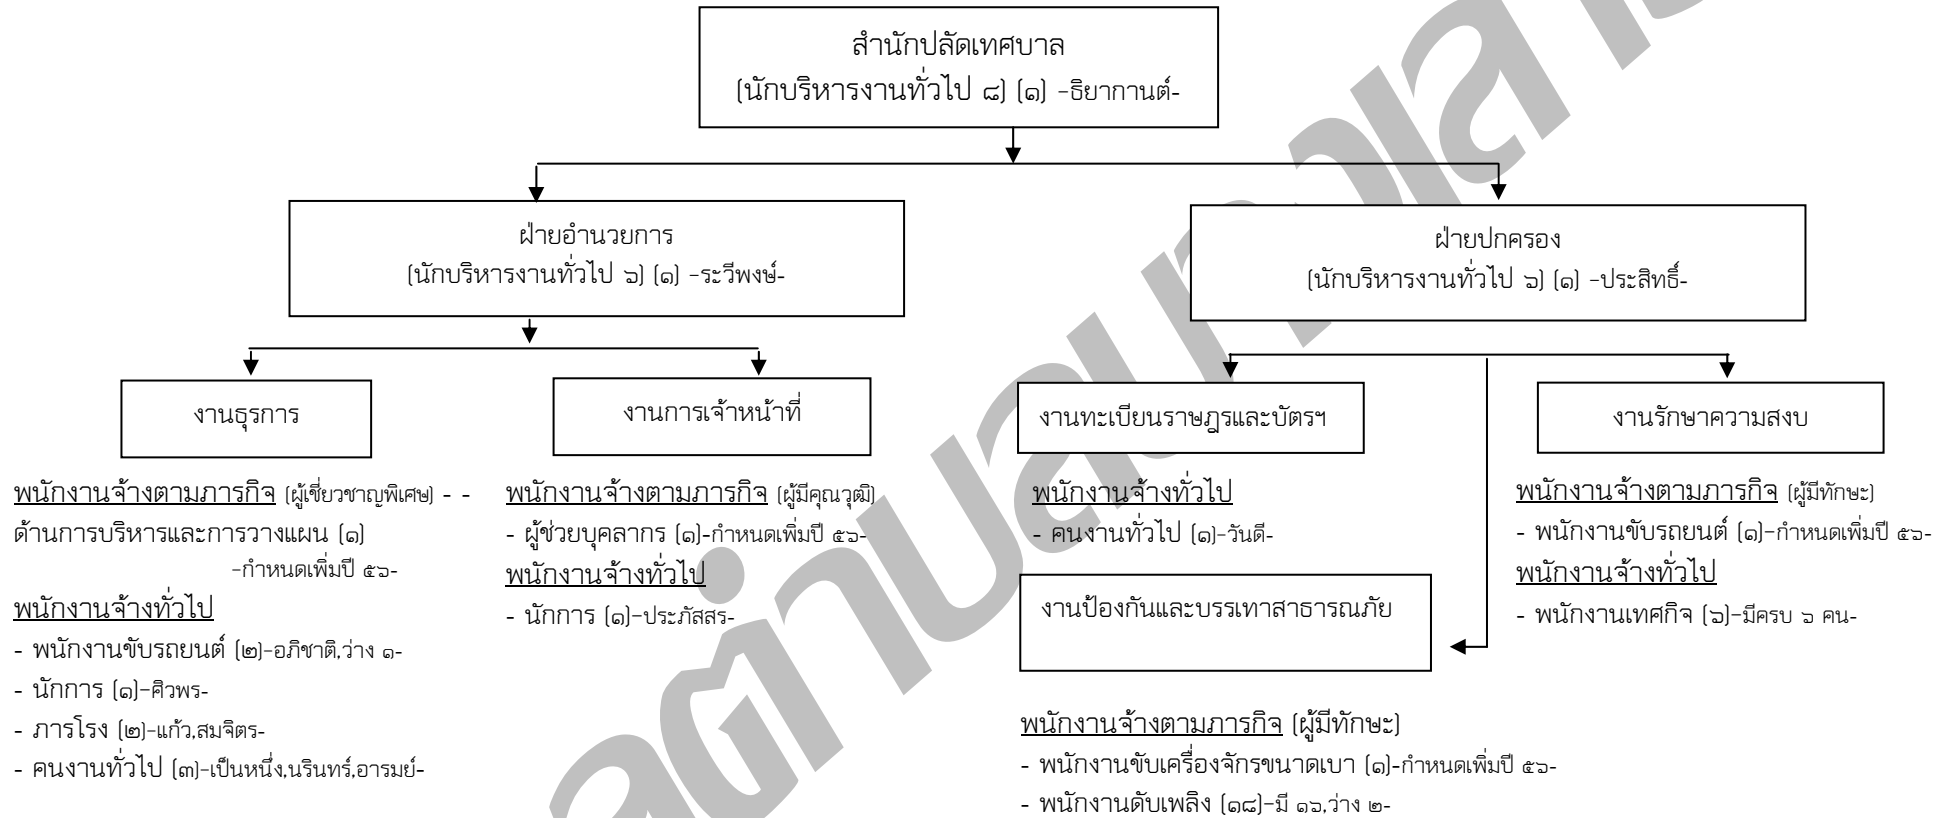 สำนักปลัดเทศบาล
(นักบริหารงานทั่วไป ๘) (๑) -ธิยากานต์-
ฝ่ายอำนวยการ
(นักบริหารงานทั่วไป ๖) (๑) -ระวีพงษ์-
ฝ่ายปกครอง
(นักบริหารงานทั่วไป ๖) (๑) -ประสิทธิ์-
งานธุรการ
พนักงานจ้างตามภารกิจ (ผู้เชี่ยวชาญพิเศษ) - -
ด้านการบริหารและการวางแผน (๑)
-กำหนดเพิ่มปี ๕๖-
พนักงานจ้างทั่วไป
- พนักงานขับรถยนต์ (๒)-อภิชาติ,ว่าง ๑-
- นักการ (๑)-ศิวพร-
- ภารโรง (๒)-แก้ว,สมจิตร-
- คนงานทั่วไป (๓)-เป็นหนึ่ง,นรินทร์,อารมย์-
งานการเจ้าหน้าที่
พนักงานจ้างตามภารกิจ (ผู้มีคุณวุฒิ)
- ผู้ช่วยบุคลากร (๑)-กำหนดเพิ่มปี ๕๖-
พนักงานจ้างทั่วไป
- นักการ (๑)-ประภัสสร-
งานทะเบียนราษฎรและบัตรฯ
พนักงานจ้างทั่วไป
- คนงานทั่วไป (๑)-วันดี-
งานป้องกันและบรรเทาสาธารณภัย
พนักงานจ้างตามภารกิจ (ผู้มีทักษะ)
- พนักงานขับเครื่องจักรขนาดเบา (๑)-กำหนดเพิ่มปี ๕๖-
- พนักงานดับเพลิง (๑๘)-มี ๑๖,ว่าง ๒-
งานรักษาความสงบ
พนักงานจ้างตามภารกิจ (ผู้มีทักษะ)
- พนักงานขับรถยนต์ (๑)-กำหนดเพิ่มปี ๕๖-
พนักงานจ้างทั่วไป
- พนักงานเทศกิจ (๖)-มีครบ ๖ คน-